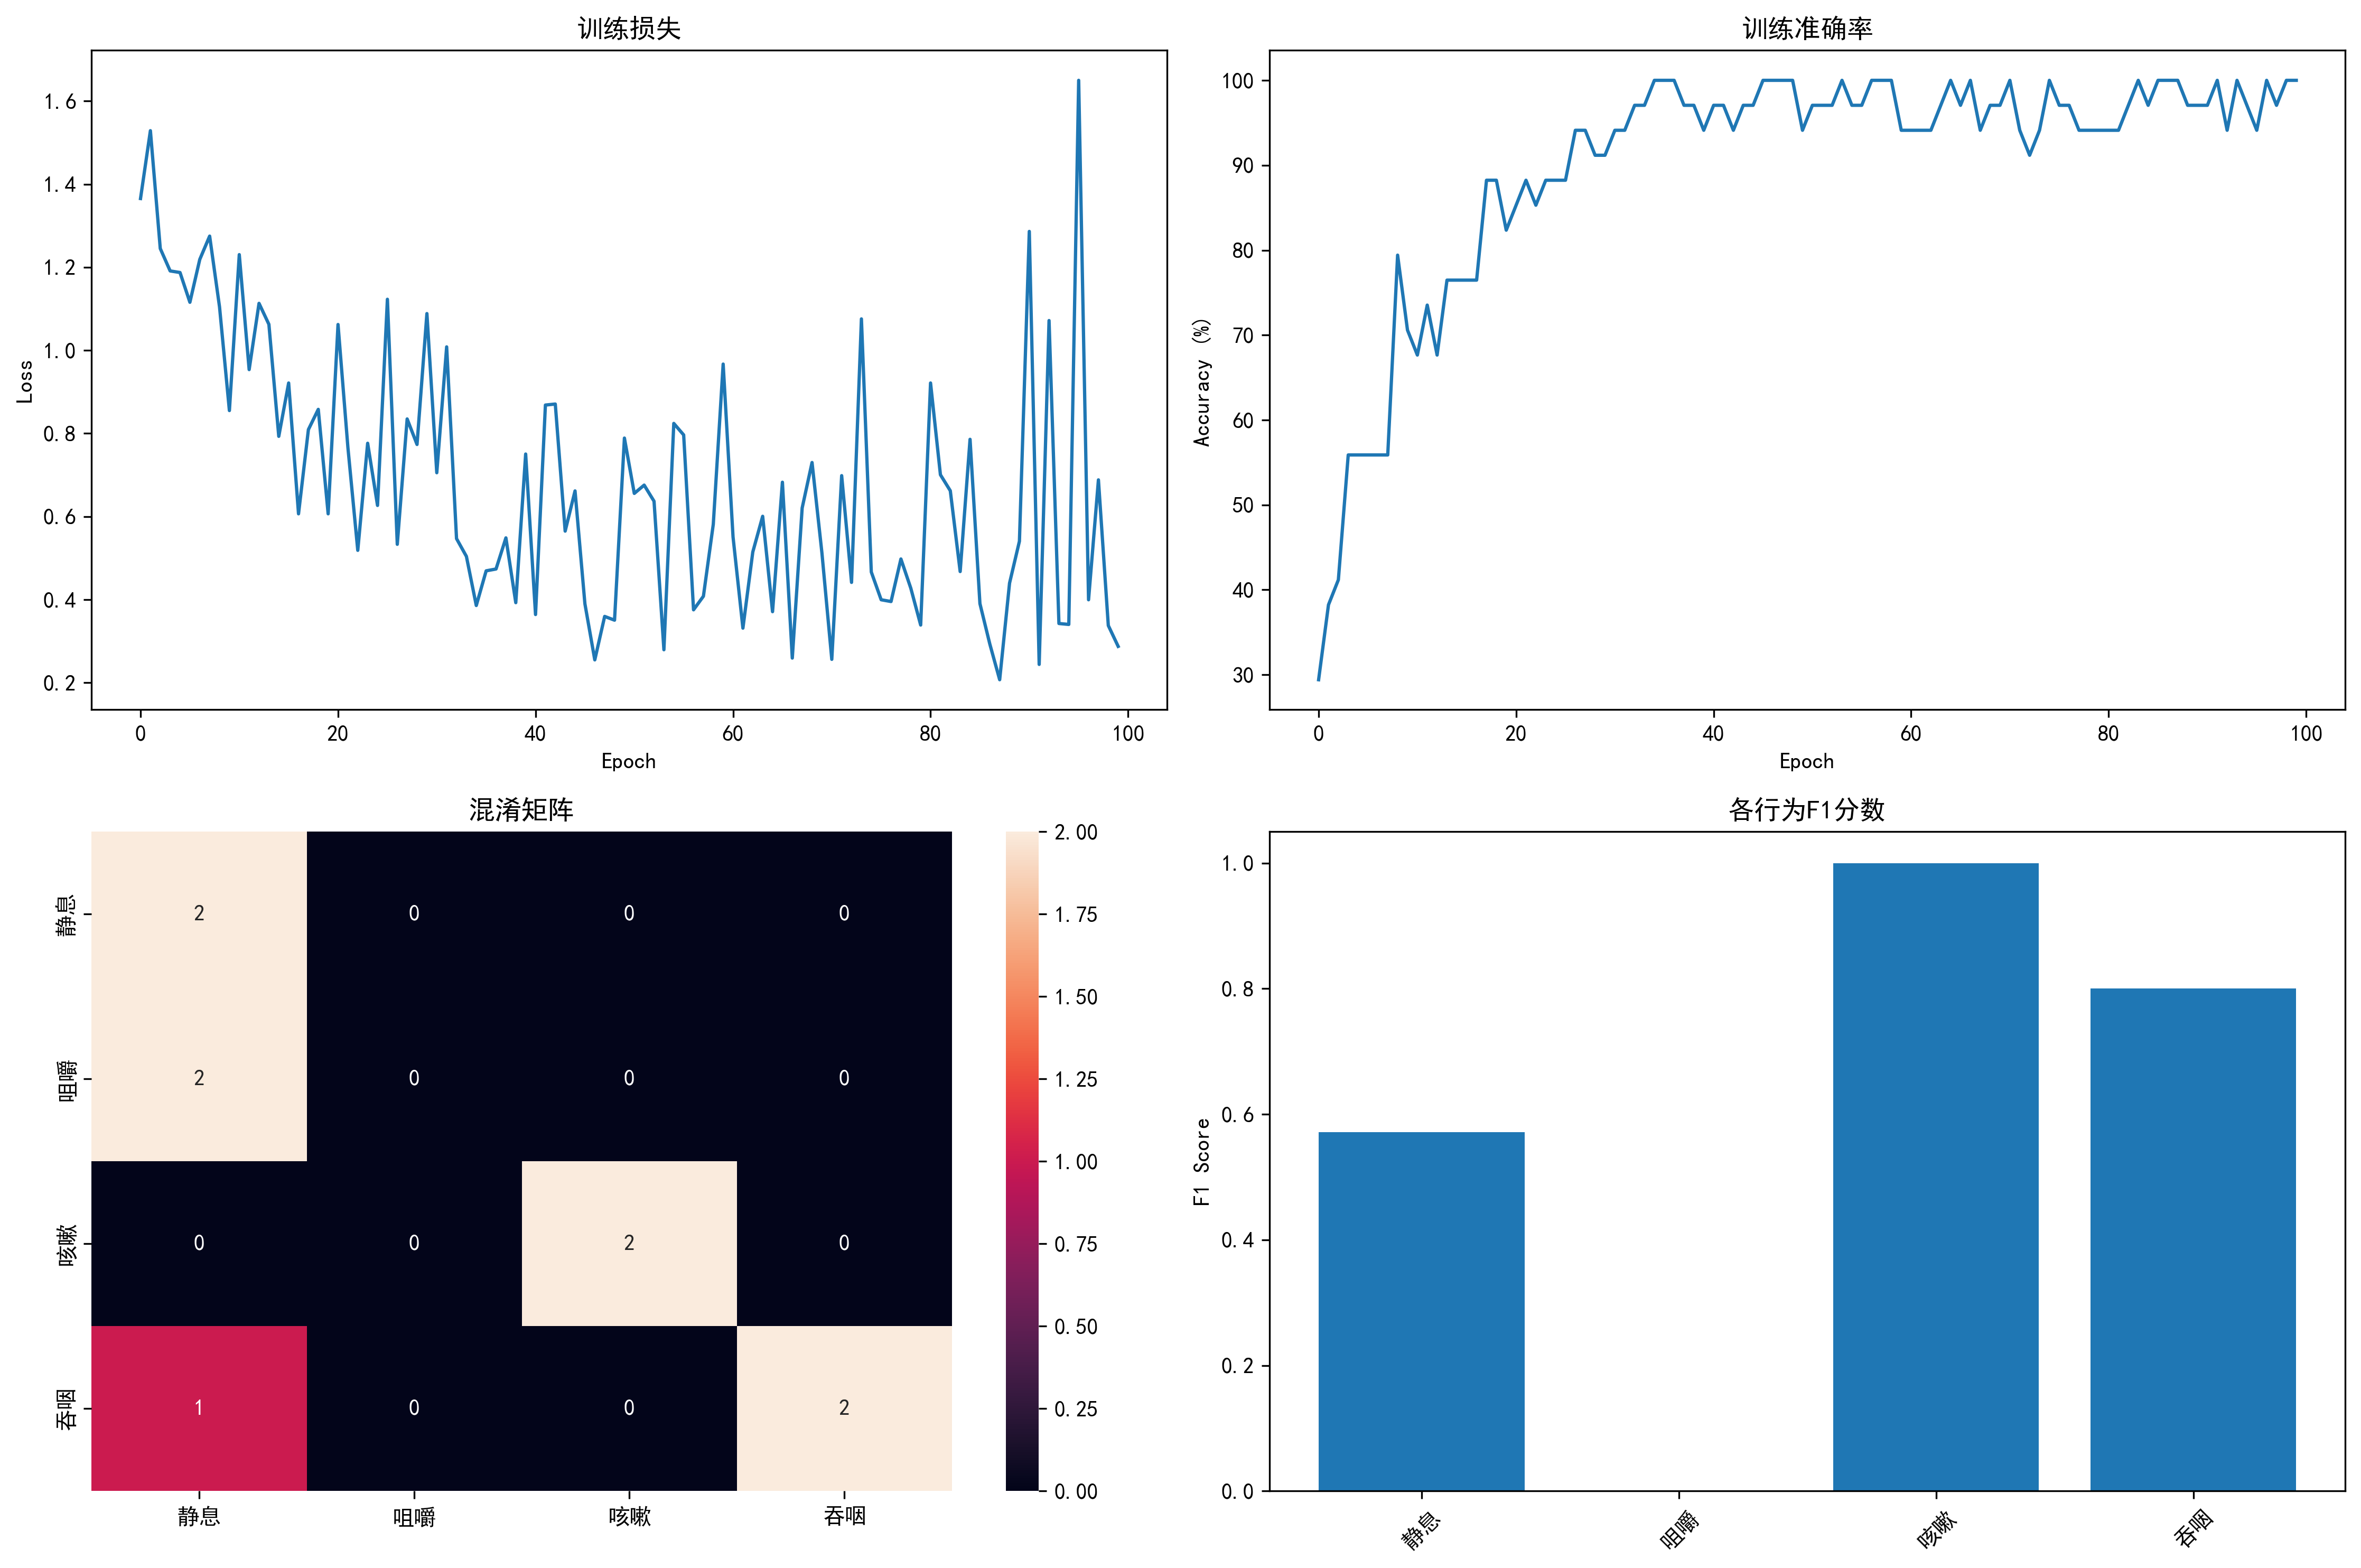 训练损失
1.6
1.4
1.2
1.0
0.8
0.6
0.4
0.2
Loss
0 20 40 60 80 100
Epoch
训练准确率
100
90
80
70
60
50
40
30
Accuracy (%)
0 20 40 60 80 100
Epoch
混淆矩阵
静息 2 0 0 0
咀嚼 2 0 0 0
咳嗽 0 0 2 0
吞咽 1 0 0 2
静息 咀嚼 咳嗽 吞咽
2.00
1.75
1.50
1.25
1.00
0.75
0.50
0.25
0.00
各行为F1分数
1.0
0.8
0.6
0.4
0.2
0.0
F1 Score
静息 咀嚼 咳嗽 吞咽